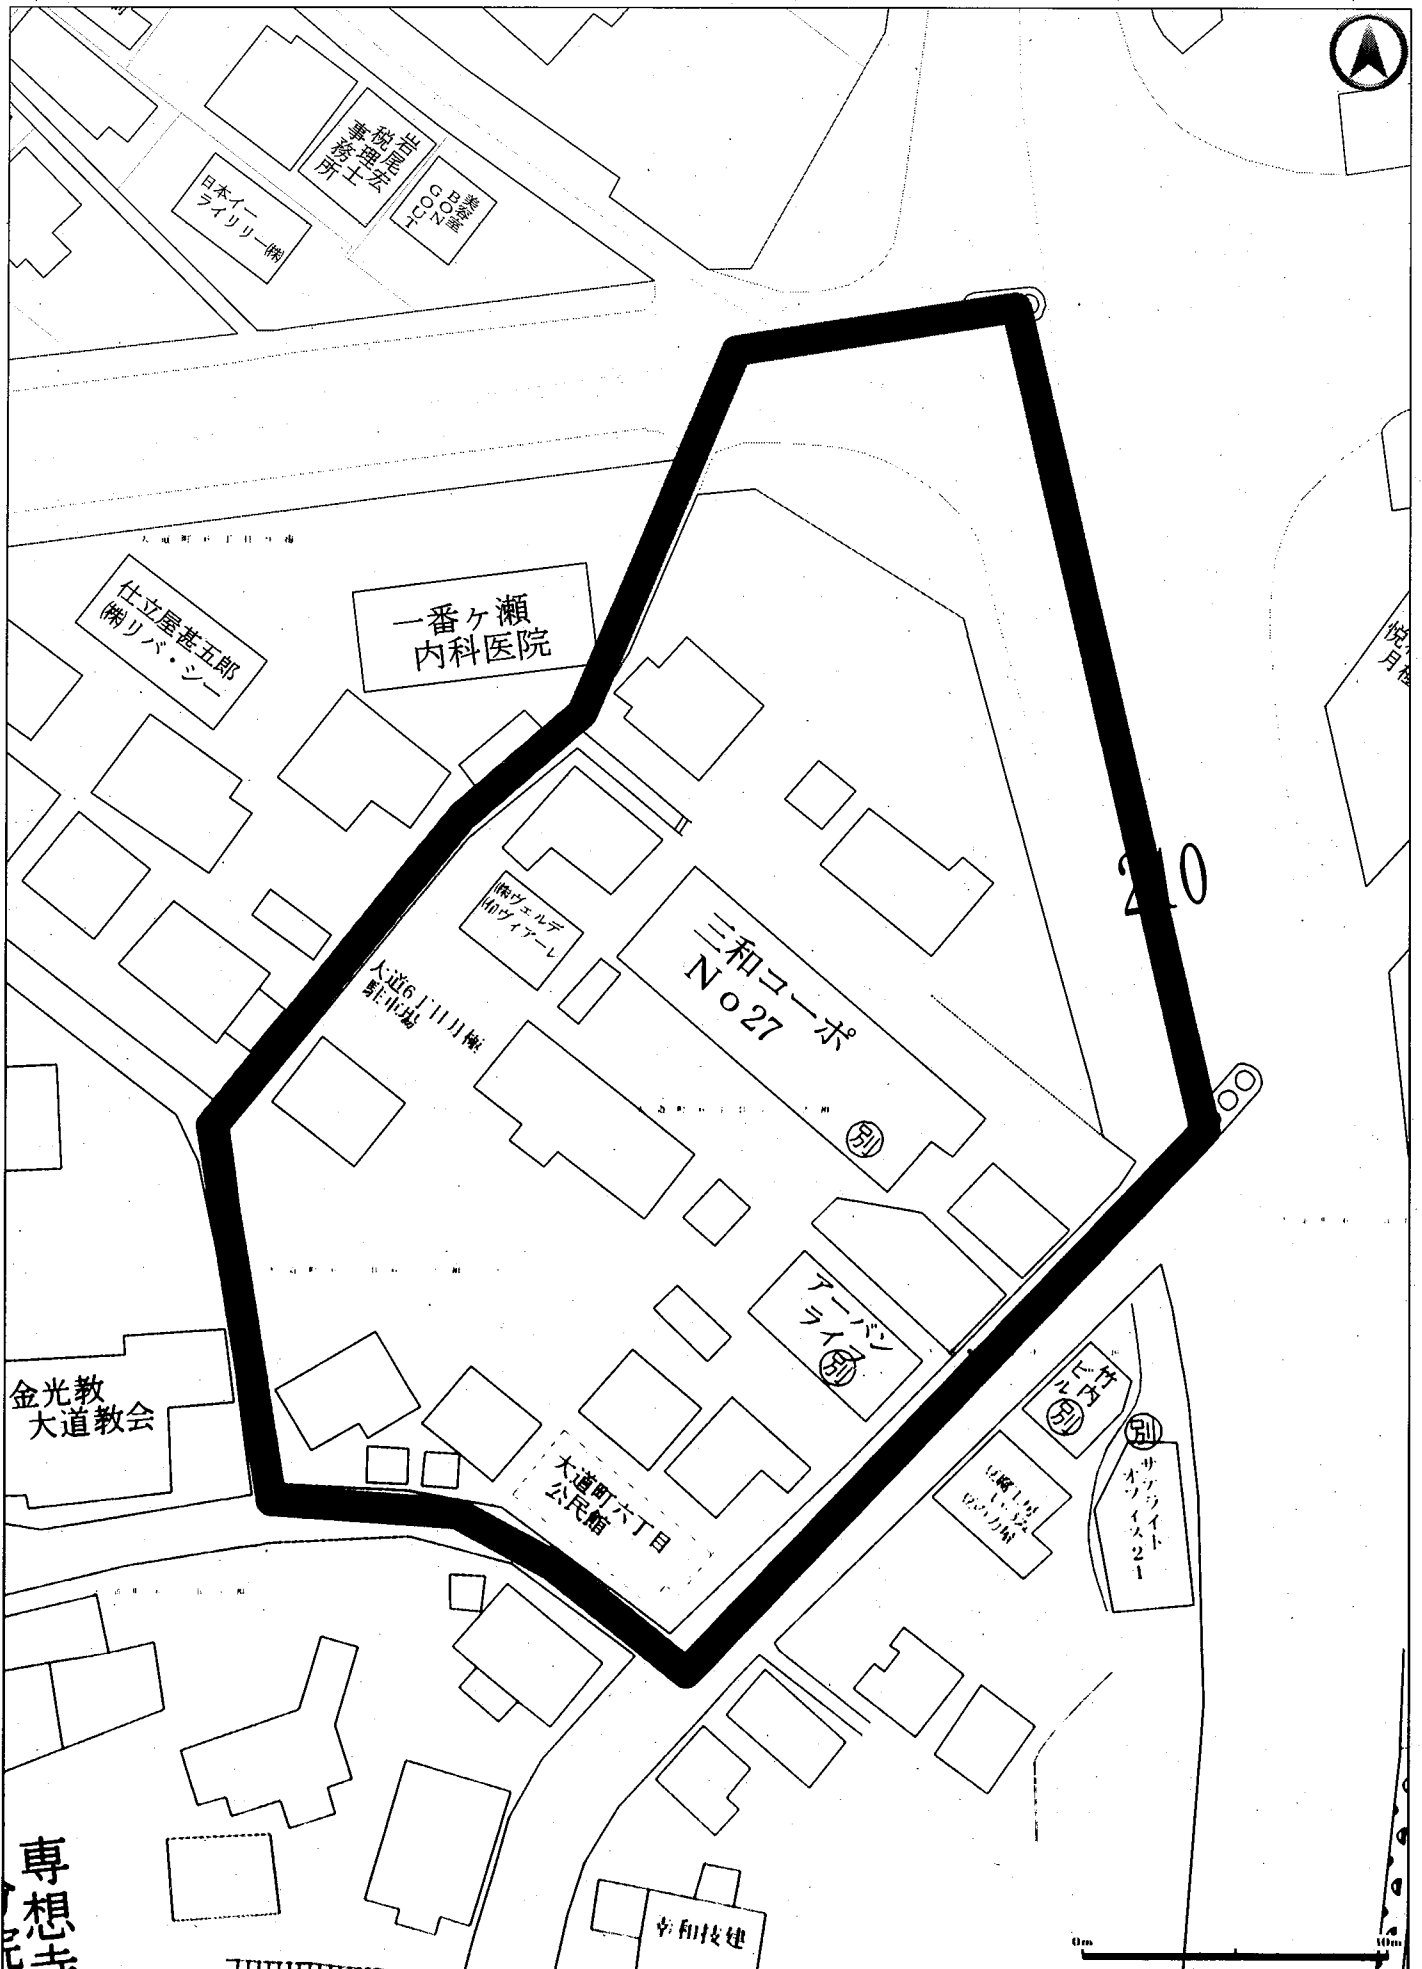 岩尾宏
税理士
事務所
美容室
BON
GOUT
日本イー
ライリリー㈱
仕立屋甚五郎
㈱リバ・シー
一番ヶ瀬
内科医院
210
㈱ヴェルデ
㈲ヴィアーレ
三和コーポ
No27
別
大道6丁目月極
駐車場
アーバン
ライフ
別
金光教
大道教会
竹内
ビル
別
別
サテライト
オフィス21
大道町六丁目
公民館
専想寺
幸和技建
0m